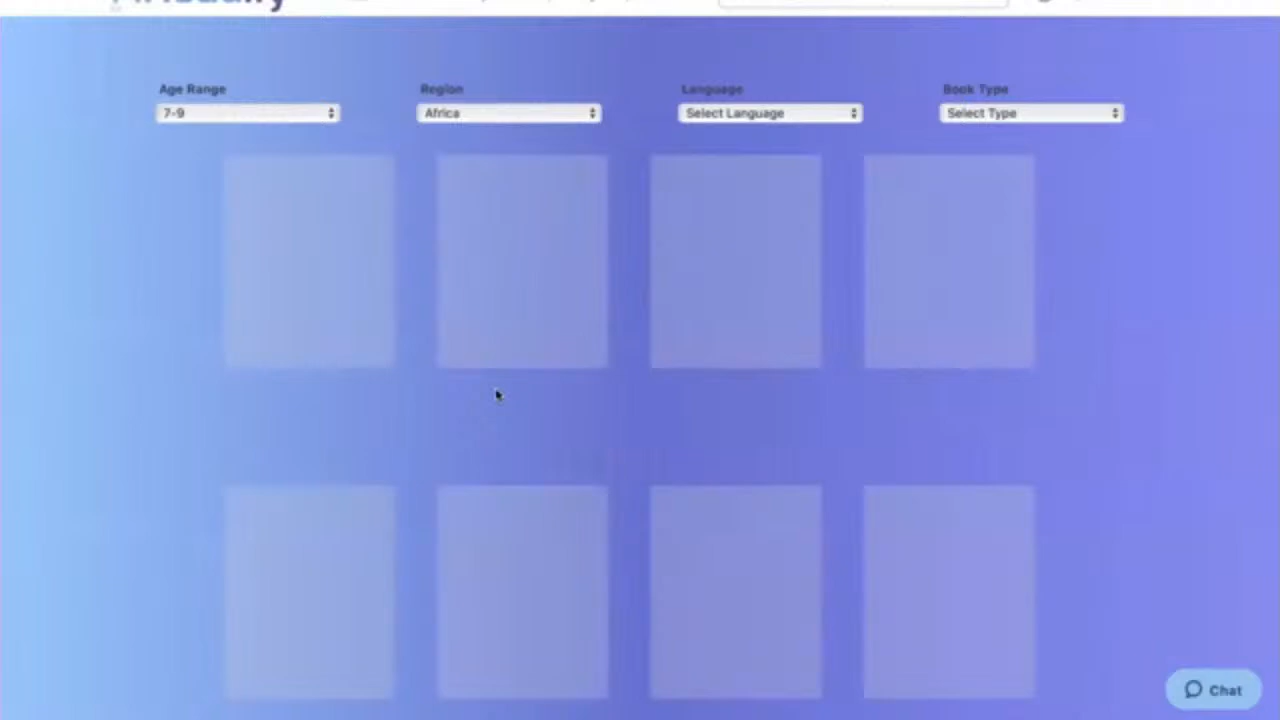 Age Range
Region
Language
Book Type
7-9
Africa
Select Language
Select Type
Chat